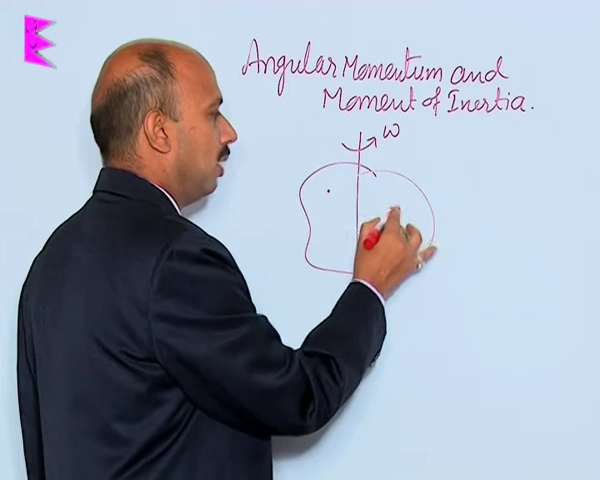 Angular Momentum and
Moment of Inertia.
ω